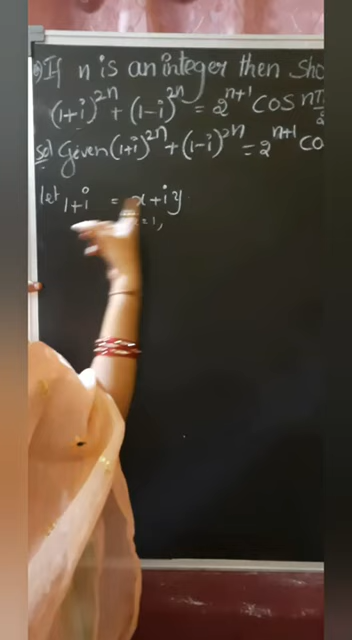 If n is an integer then Sho
(1+i)^2n + (1-i)^2n = 2^n+1 cos nπ/2
sol Given (1+i)^2n + (1-i)^2n = 2^n+1 co
let 1+i = x+iy
x=1,